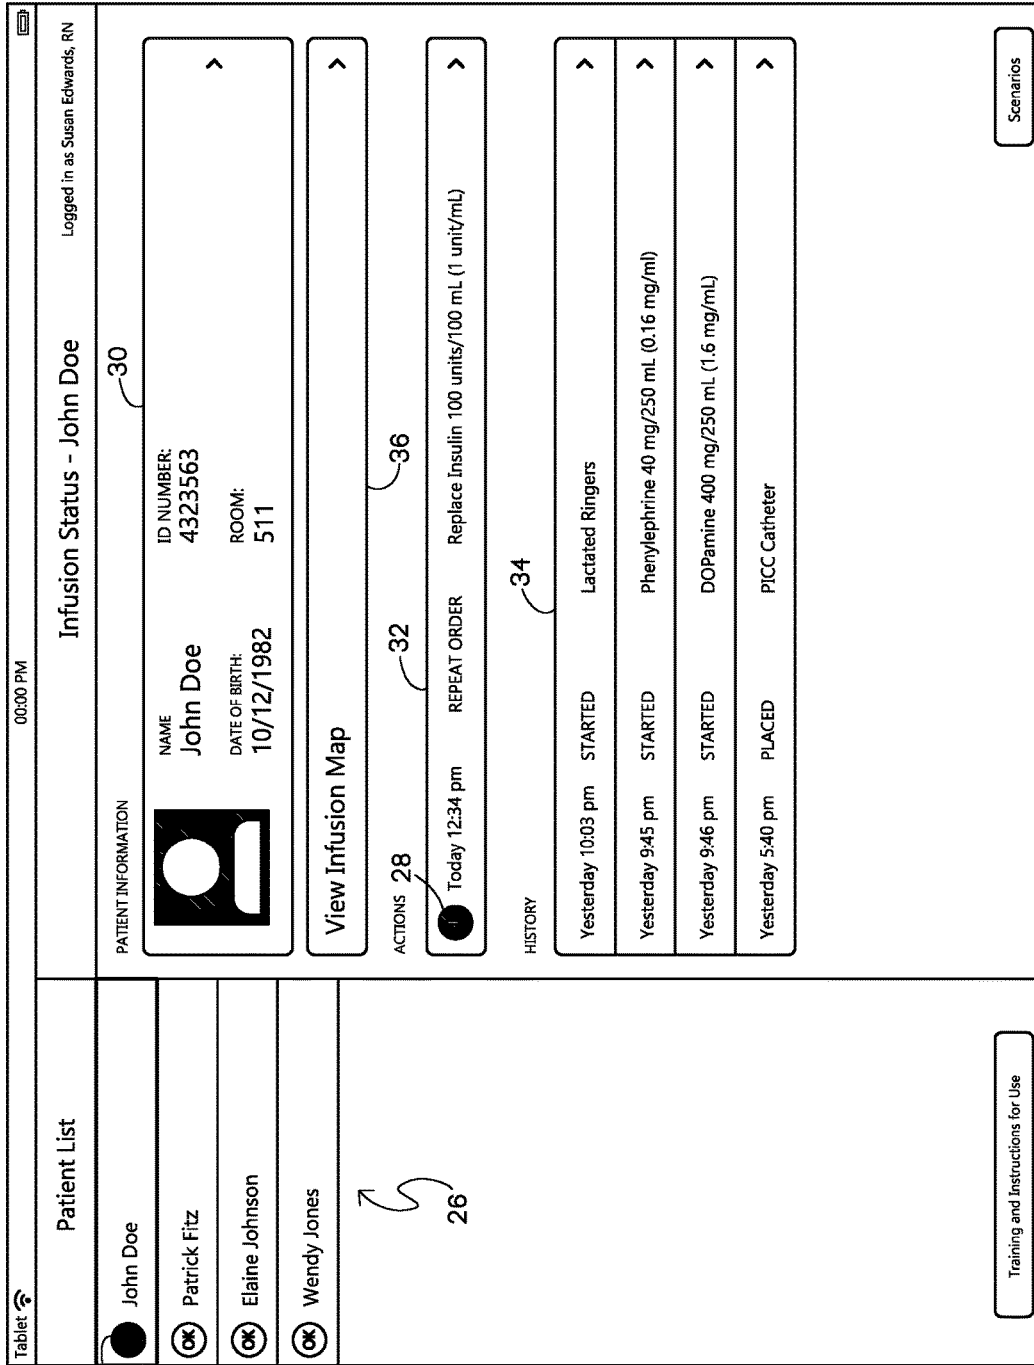 Tablet
00:00 PM
Patient List
Infusion Status - John Doe
Logged in as Susan Edwards, RN
John Doe
OK Patrick Fitz
OK Elaine Johnson
OK Wendy Jones
26
Training and Instructions for Use
PATIENT INFORMATION
30
NAME
John Doe
ID NUMBER:
4323563
DATE OF BIRTH:
10/12/1982
ROOM:
511
View Infusion Map
36
ACTIONS
28
32
Today 12:34 pm REPEAT ORDER Replace Insulin 100 units/100 mL (1 unit/mL)
HISTORY
34
Yesterday 10:03 pm STARTED Lactated Ringers
Yesterday 9:45 pm STARTED Phenylephrine 40 mg/250 mL (0.16 mg/ml)
Yesterday 9:46 pm STARTED DOPamine 400 mg/250 mL (1.6 mg/mL)
Yesterday 5:40 pm PLACED PICC Catheter
Scenarios